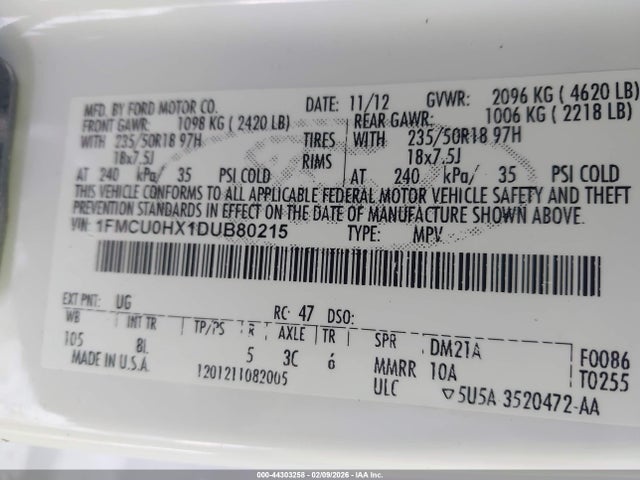 MFD. BY FORD MOTOR CO.
DATE: 11/12 GVWR: 2096 KG ( 4620 LB)
FRONT GAWR: 1098 KG (2420 LB) REAR GAWR: 1006 KG ( 2218 LB)
WITH 235/50R18 97H TIRES WITH 235/50R18 97H
18x7.5J RIMS 18x7.5J
AT 240 kPa/ 35 PSI COLD AT 240 kPa/ 35 PSI COLD
THIS VEHICLE CONFORMS TO ALL APPLICABLE FEDERAL MOTOR VEHICLE SAFETY AND THEFT
PREVENTION STANDARDS IN EFFECT ON THE DATE OF MANUFACTURE SHOWN ABOVE.
VIN: 1FMCU0HX1DUB80215 TYPE: MPV
EXT PNT: UG RC: 47 DSO:
WB INT TR TP/PS R AXLE TR SPR DM21A F0086
105 8L 5 3C 6 MMRR 10A T0255
MADE IN U.S.A. 1201211082005 ULC 5U5A 3520472-AA
000-44303258 - 02/09/2026 - IAA Inc.